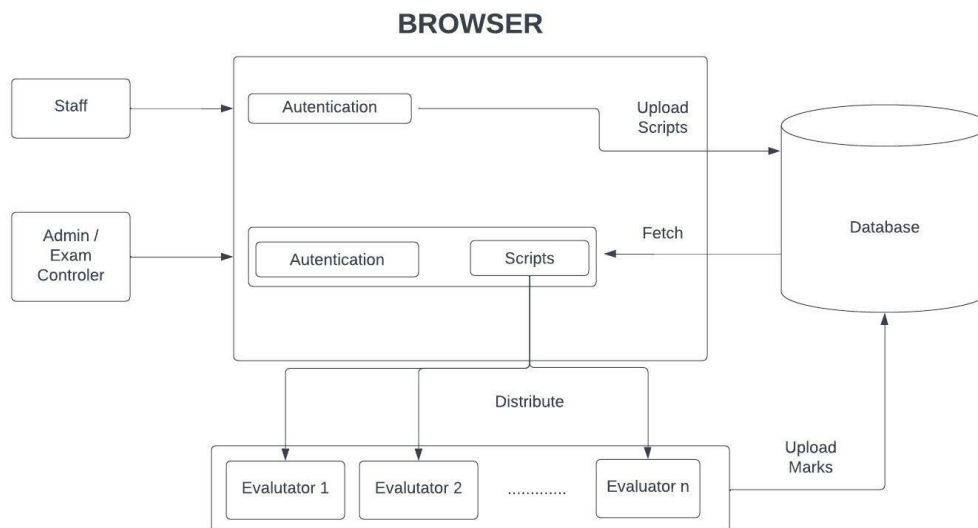 BROWSER
Staff
Autentication
Upload
Scripts
Admin /
Exam
Controler
Autentication
Scripts
Fetch
Database
Distribute
Evalutator 1
Evalutator 2
.............
Evaluator n
Upload
Marks